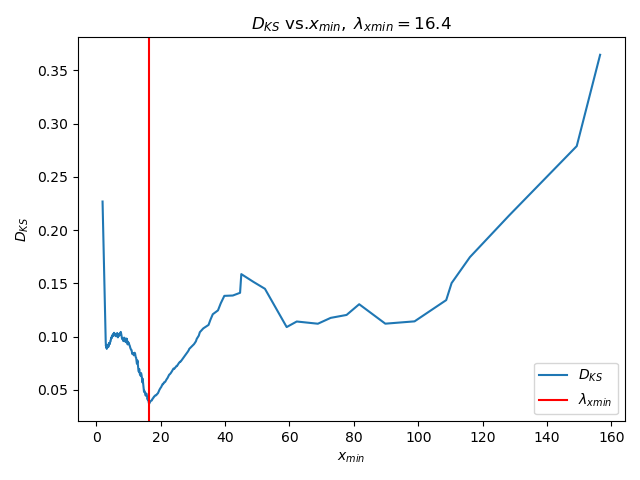 D_KS vs.x_min, λ_xmin = 16.4
0.35
0.30
0.25
0.20
0.15
0.10
0.05
D_KS
0 20 40 60 80 100 120 140 160
x_min
D_KS
λ_xmin